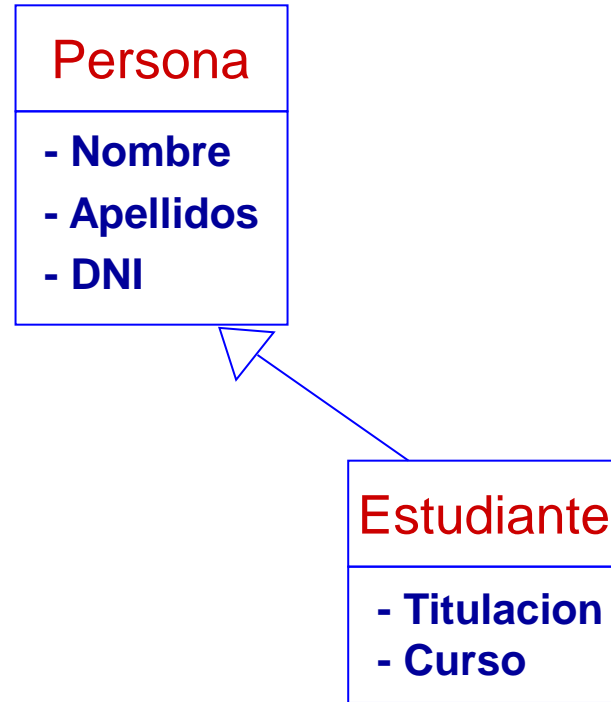 Persona
- Nombre
- Apellidos
- DNI
Estudiante
- Titulacion
- Curso